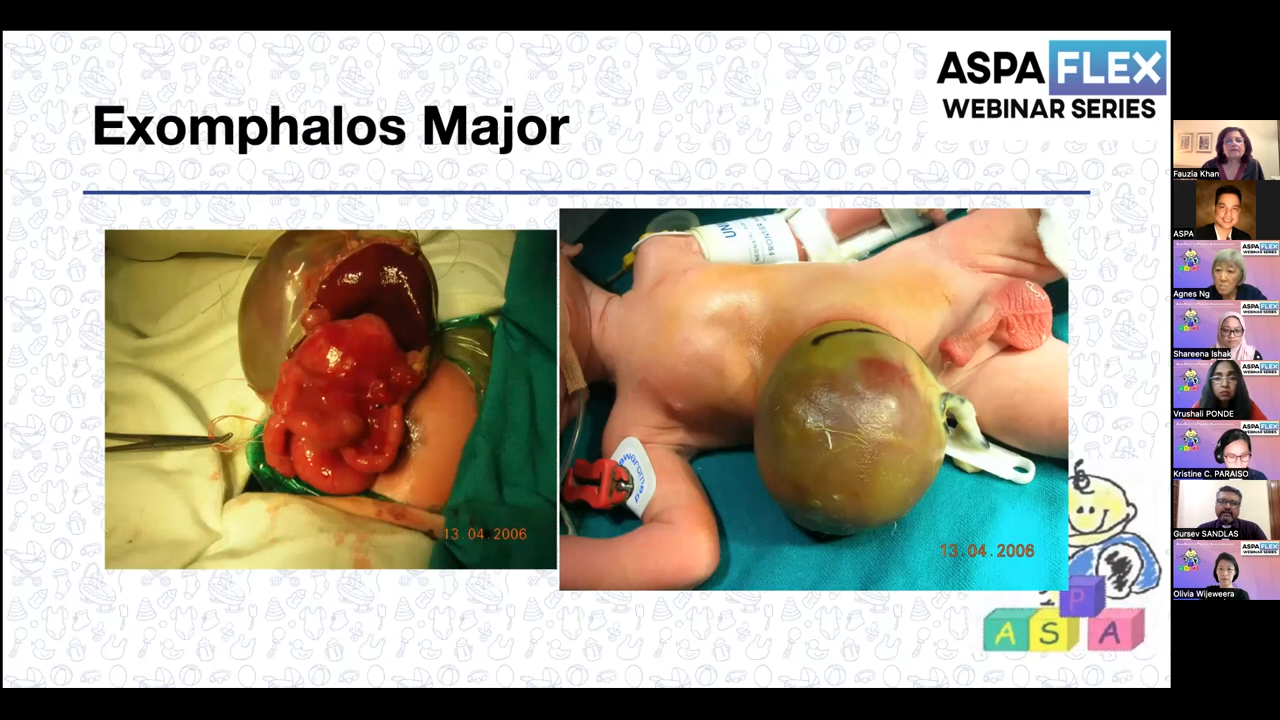 ASPA FLEX
WEBINAR SERIES
Exomphalos Major
13 04 2006
13.04.2006
P
A S A
Fauzia Khan
ASPA
Agnes Ng
Shareena Ishak
Vrushali PONDE
Kristine C. PARAISO
Gursev SANDLAS
Olivia Wijeweera